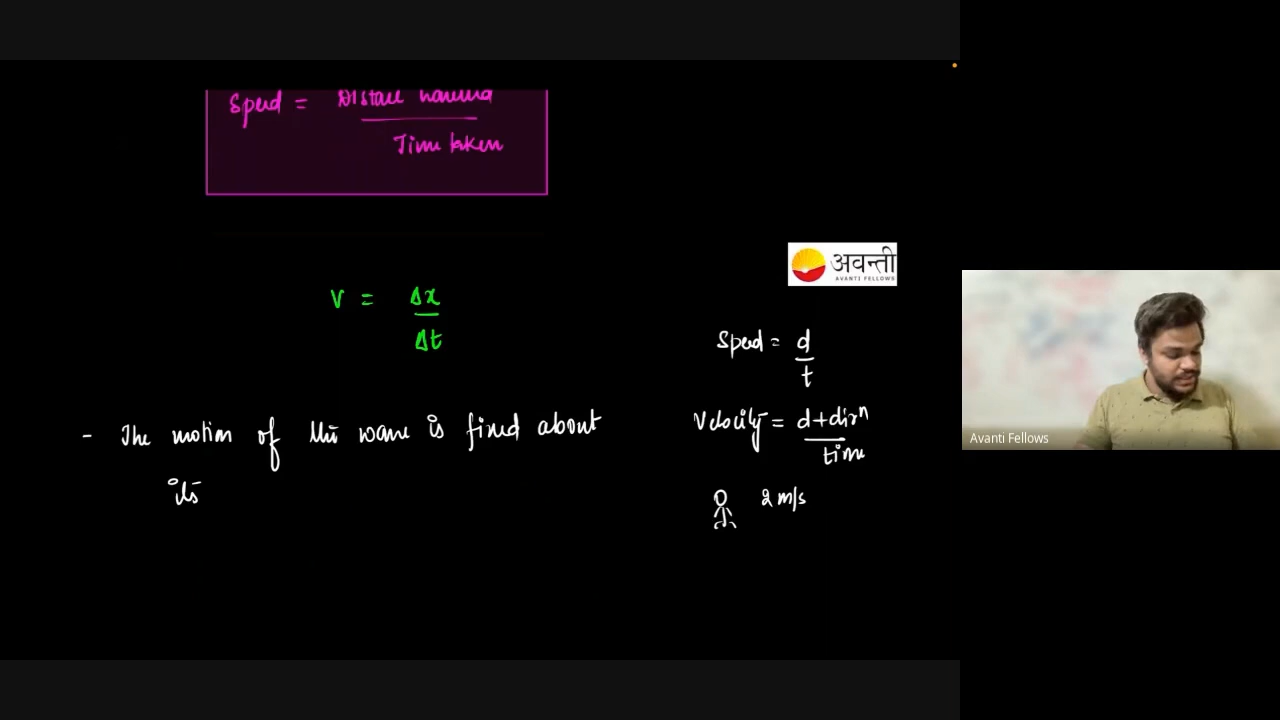 Speed = Distance travelled
Time taken
V = Δx
Δt
- The motion of the wave is fixed about
its
अवन्ती
AVANTI FELLOWS
Speed = d
t
Velocity = d+dirⁿ
time
2 m/s
Avanti Fellows